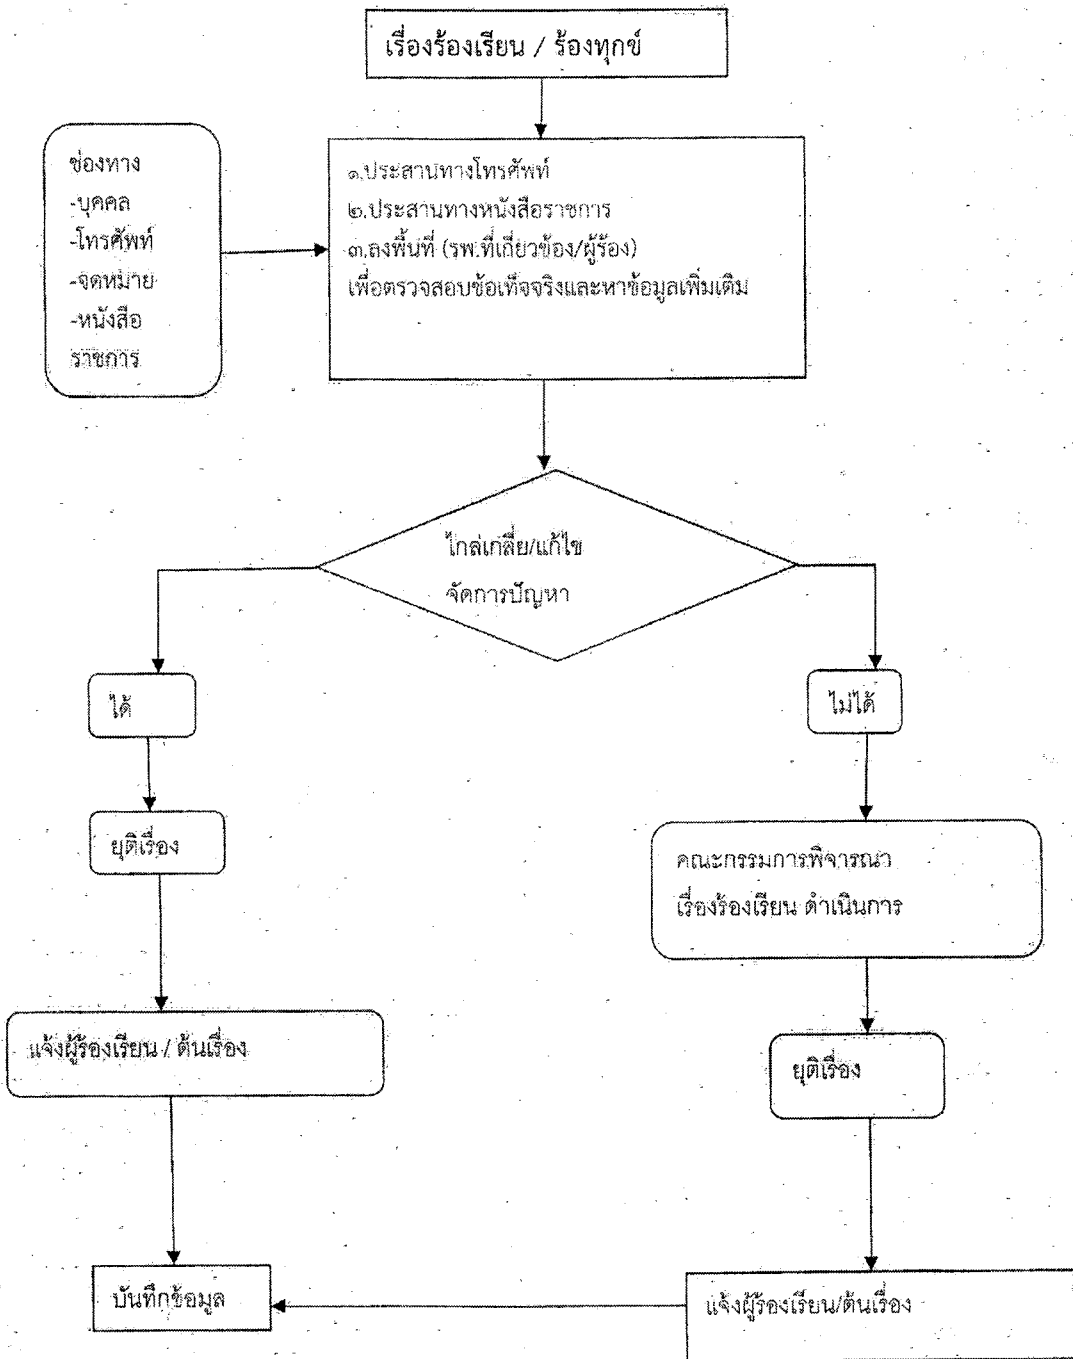 เรื่องร้องเรียน / ร้องทุกข์
ช่องทาง
-บุคคล
-โทรศัพท์
-จดหมาย
-หนังสือ
ราชการ
๑.ประสานทางโทรศัพท์
๒.ประสานทางหนังสือราชการ
๓.ลงพื้นที่ (รพ.ที่เกี่ยวข้อง/ผู้ร้อง)
เพื่อตรวจสอบข้อเท็จจริงและหาข้อมูลเพิ่มเติม
ไกล่เกลี่ย/แก้ไข
จัดการปัญหา
ได้
ไม่ได้
ยุติเรื่อง
คณะกรรมการพิจารณา
เรื่องร้องเรียน ดำเนินการ
แจ้งผู้ร้องเรียน / ต้นเรื่อง
ยุติเรื่อง
บันทึกข้อมูล
แจ้งผู้ร้องเรียน/ต้นเรื่อง